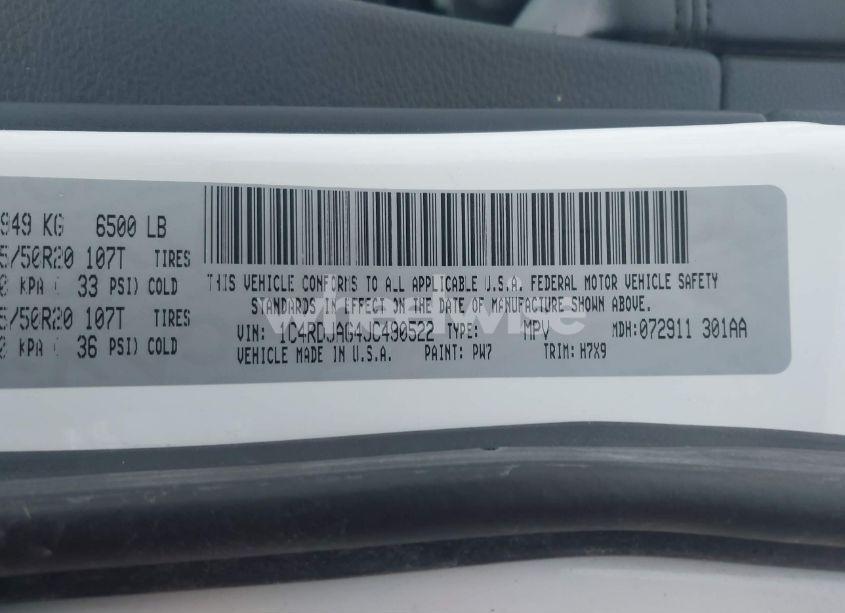 949 KG 6500 LB
5/50R20 107T TIRES
0 KPA ( 33 PSI) COLD
5/50R20 107T TIRES
0 KPA ( 36 PSI) COLD
THIS VEHICLE CONFORMS TO ALL APPLICABLE U.S.A. FEDERAL MOTOR VEHICLE SAFETY
STANDARDS IN EFFECT ON THE DATE OF MANUFACTURE SHOWN ABOVE.
VIN: 1C4RDJAG4JC490522 TYPE: MPV MDH:072911 301AA
VEHICLE MADE IN U.S.A. PAINT: PW7 TRIM: H7X9